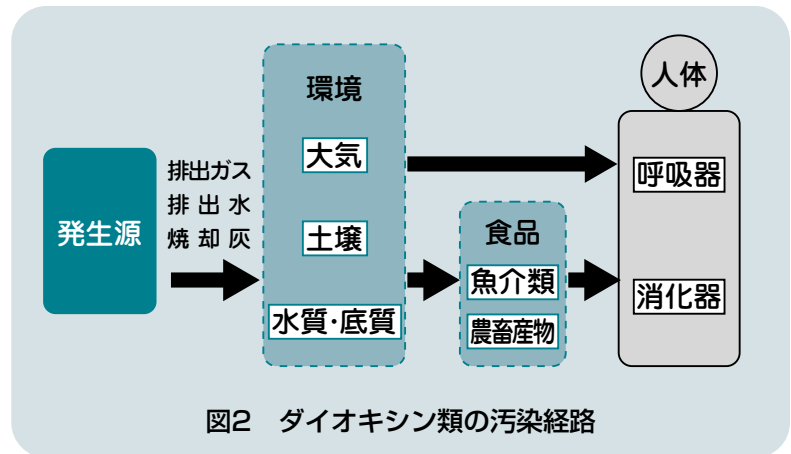 発生源
排出ガス
排出水
焼却灰
環境
大気
土壌
水質・底質
食品
魚介類
農畜産物
人体
呼吸器
消化器
図2 ダイオキシン類の汚染経路